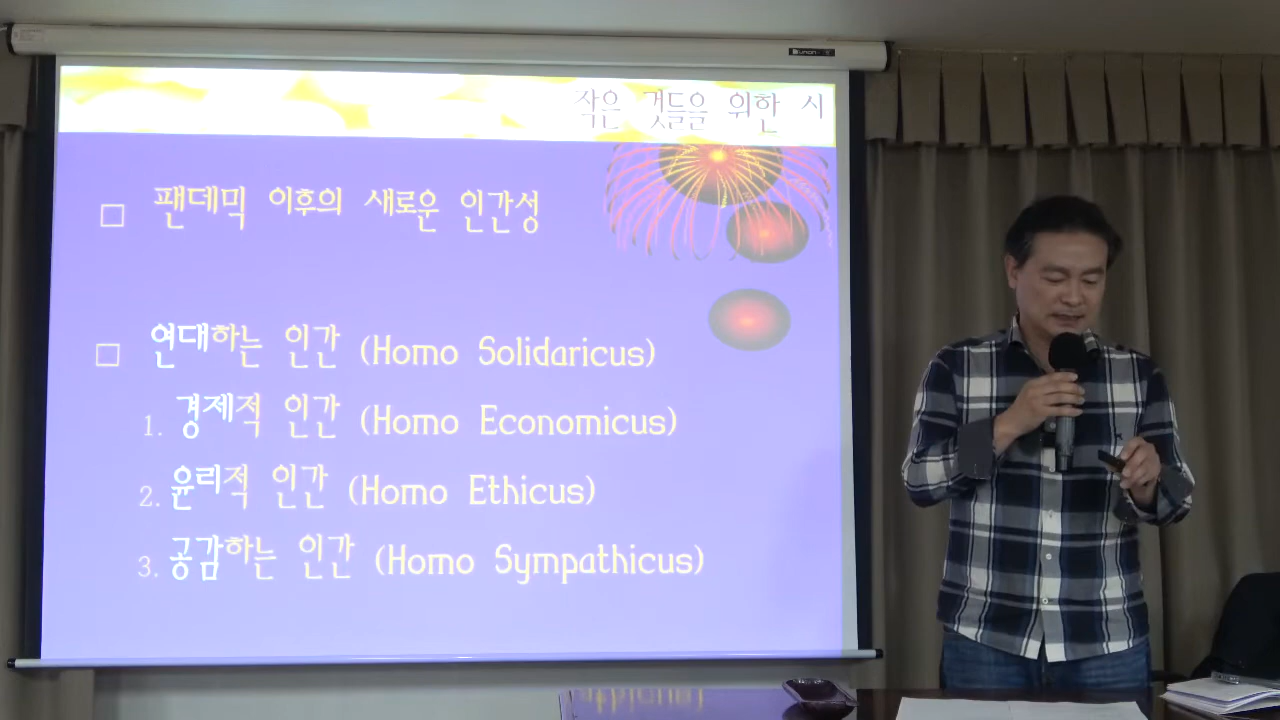 작은 것들을 위한 시
□ 팬데믹 이후의 새로운 인간성
□ 연대하는 인간 (Homo Solidaricus)
1. 경제적 인간 (Homo Economicus)
2. 윤리적 인간 (Homo Ethicus)
3. 공감하는 인간 (Homo Sympathicus)